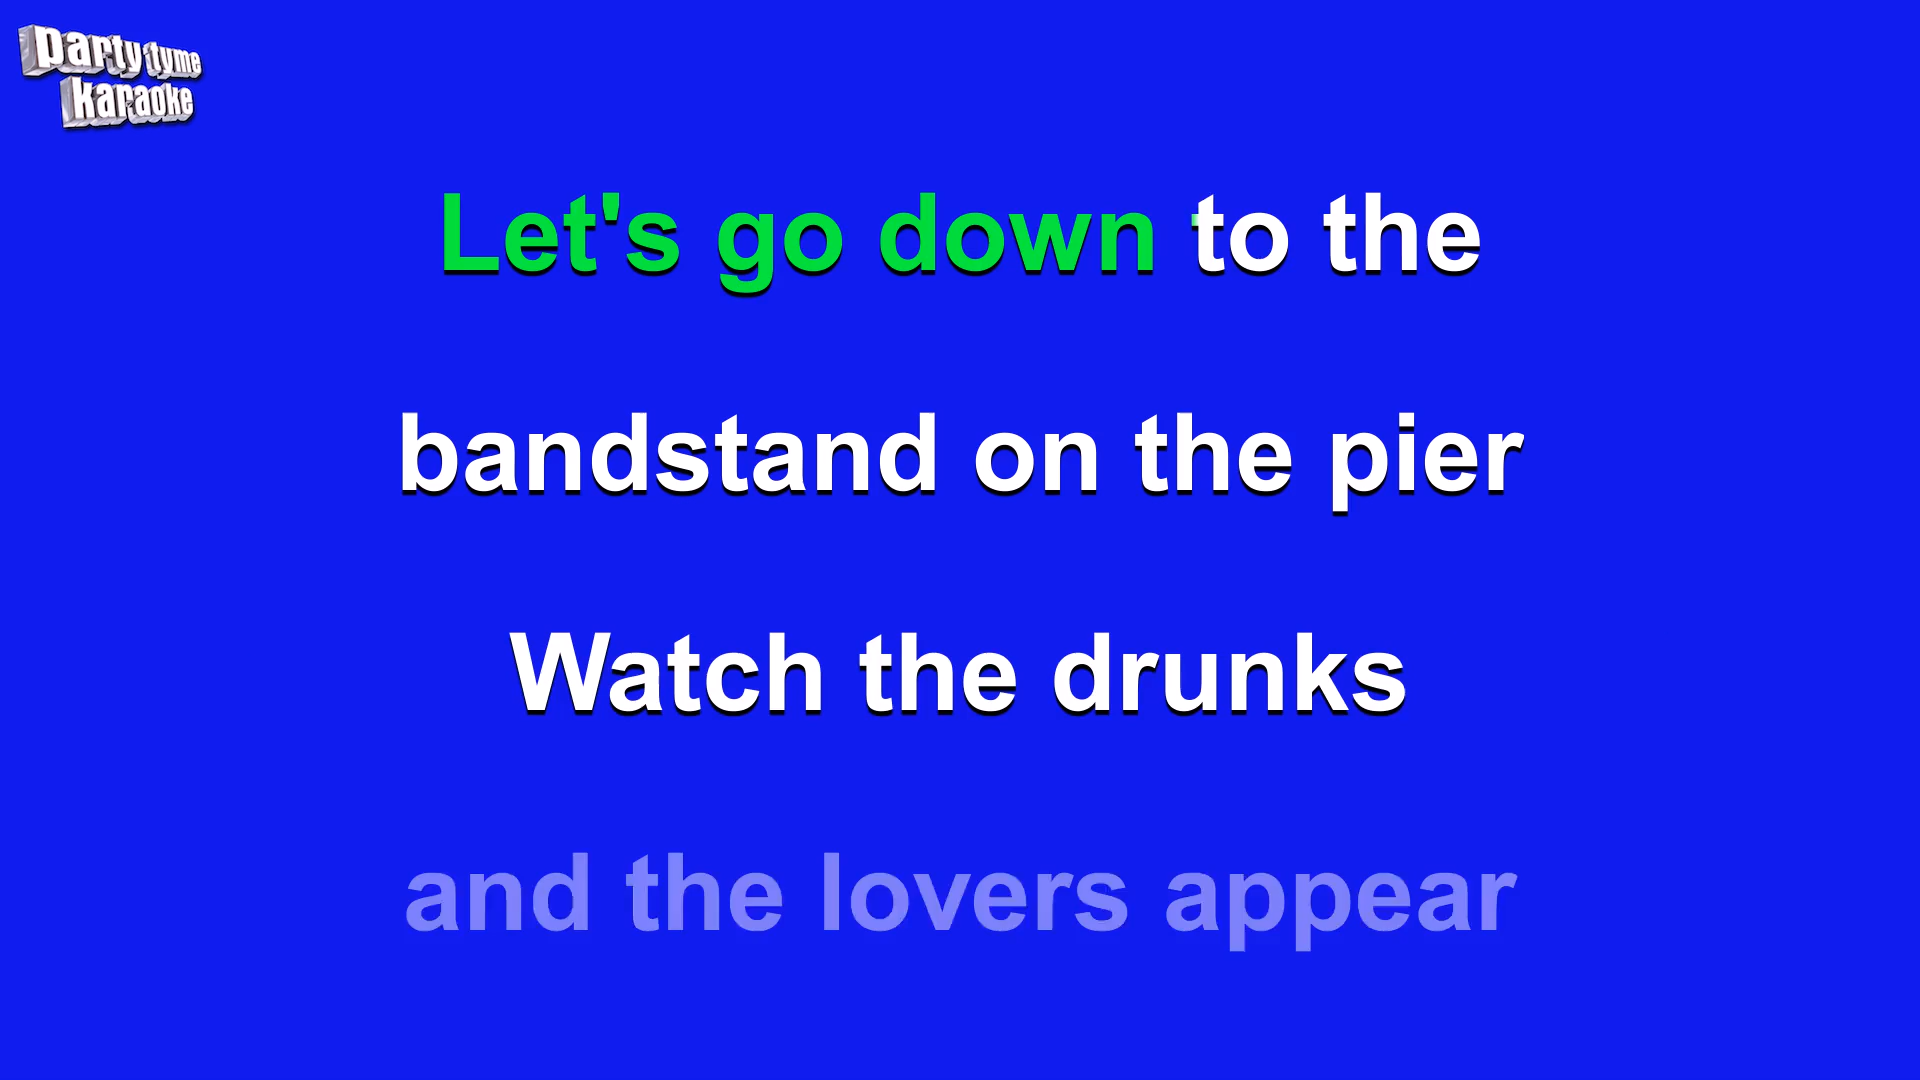 party tyme
karaoke
Let's go down to the
bandstand on the pier
Watch the drunks
and the lovers appear